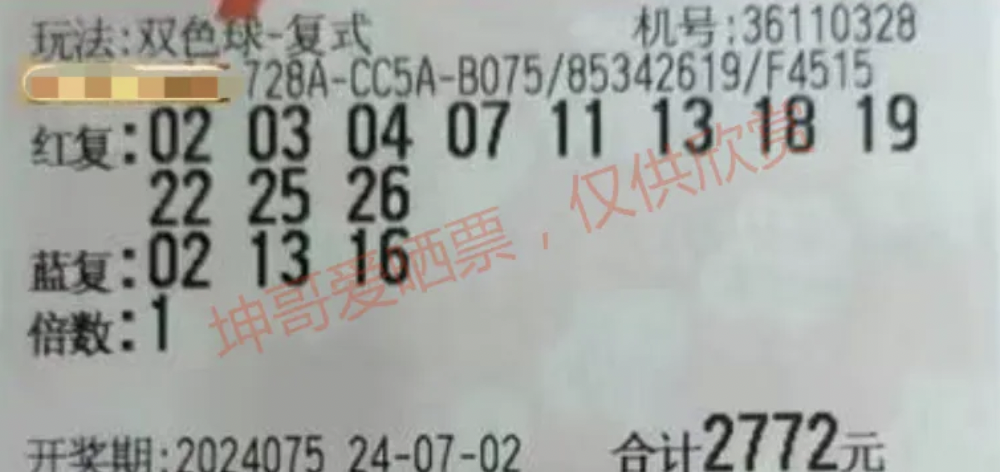 玩法:双色球-复式 机号:36110328
728A-CC5A-B075/85342619/F4515
红复:02 03 04 07 11 13 18 19
22 25 26
蓝复:02 13 16
倍数:1
坤哥爱晒票，仅供欣赏
开奖期:2024075 24-07-02 合计2772元